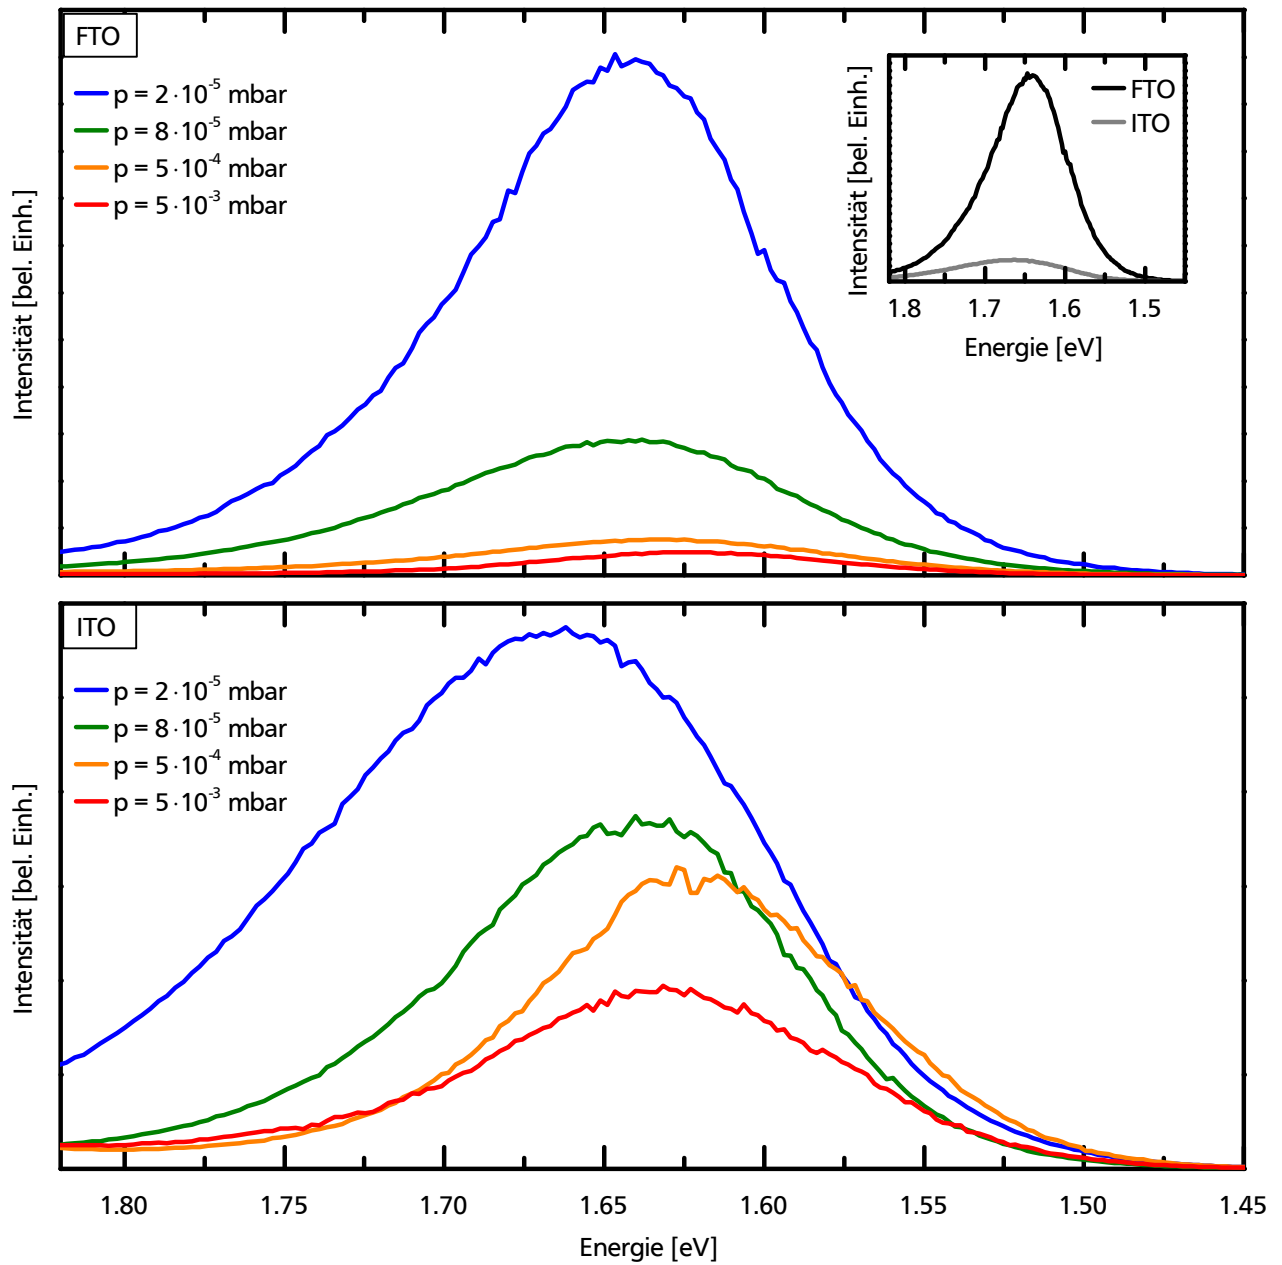 FTO
p = 2·10⁻⁵ mbar
p = 8·10⁻⁵ mbar
p = 5·10⁻⁴ mbar
p = 5·10⁻³ mbar
Intensität [bel. Einh.]
FTO
ITO
Intensität [bel. Einh.]
1.8 1.7 1.6 1.5
Energie [eV]
ITO
p = 2·10⁻⁵ mbar
p = 8·10⁻⁵ mbar
p = 5·10⁻⁴ mbar
p = 5·10⁻³ mbar
Intensität [bel. Einh.]
1.80 1.75 1.70 1.65 1.60 1.55 1.50 1.45
Energie [eV]